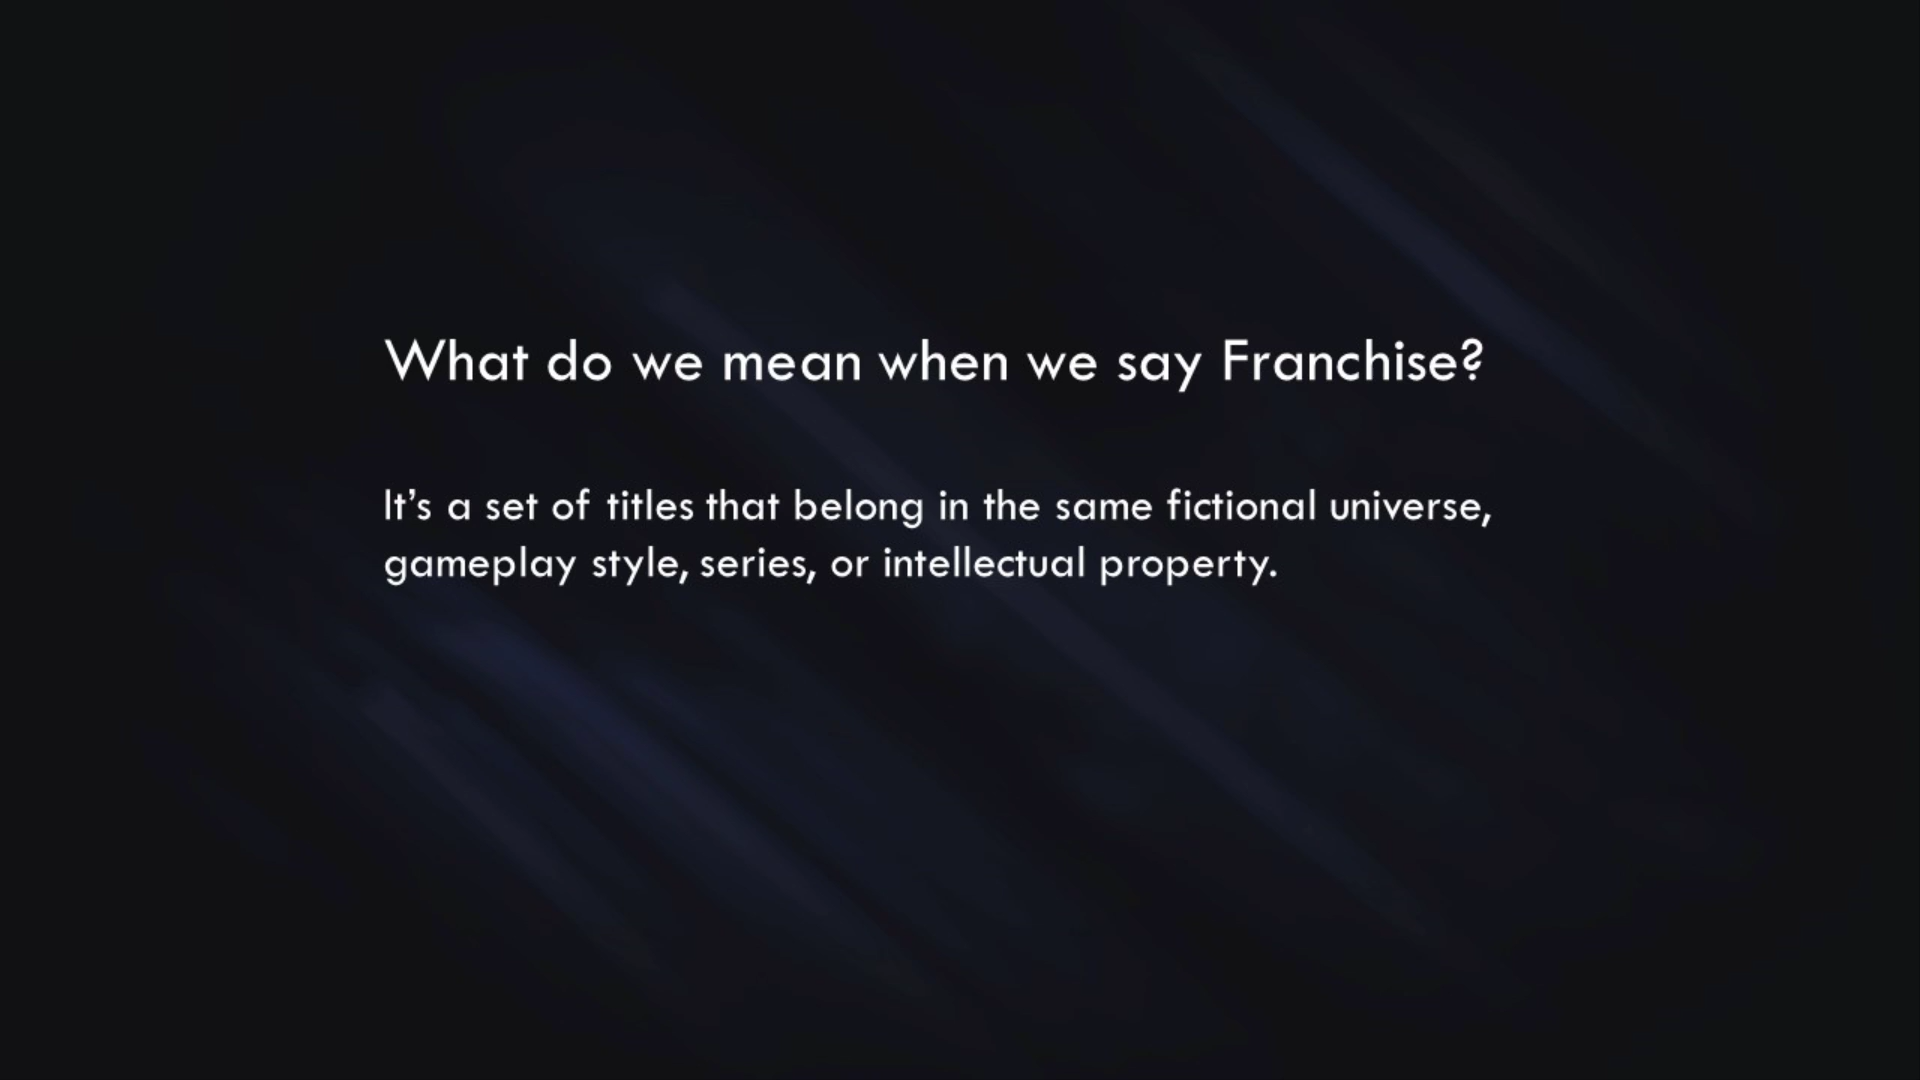 What do we mean when we say Franchise?
It’s a set of titles that belong in the same fictional universe,
gameplay style, series, or intellectual property.